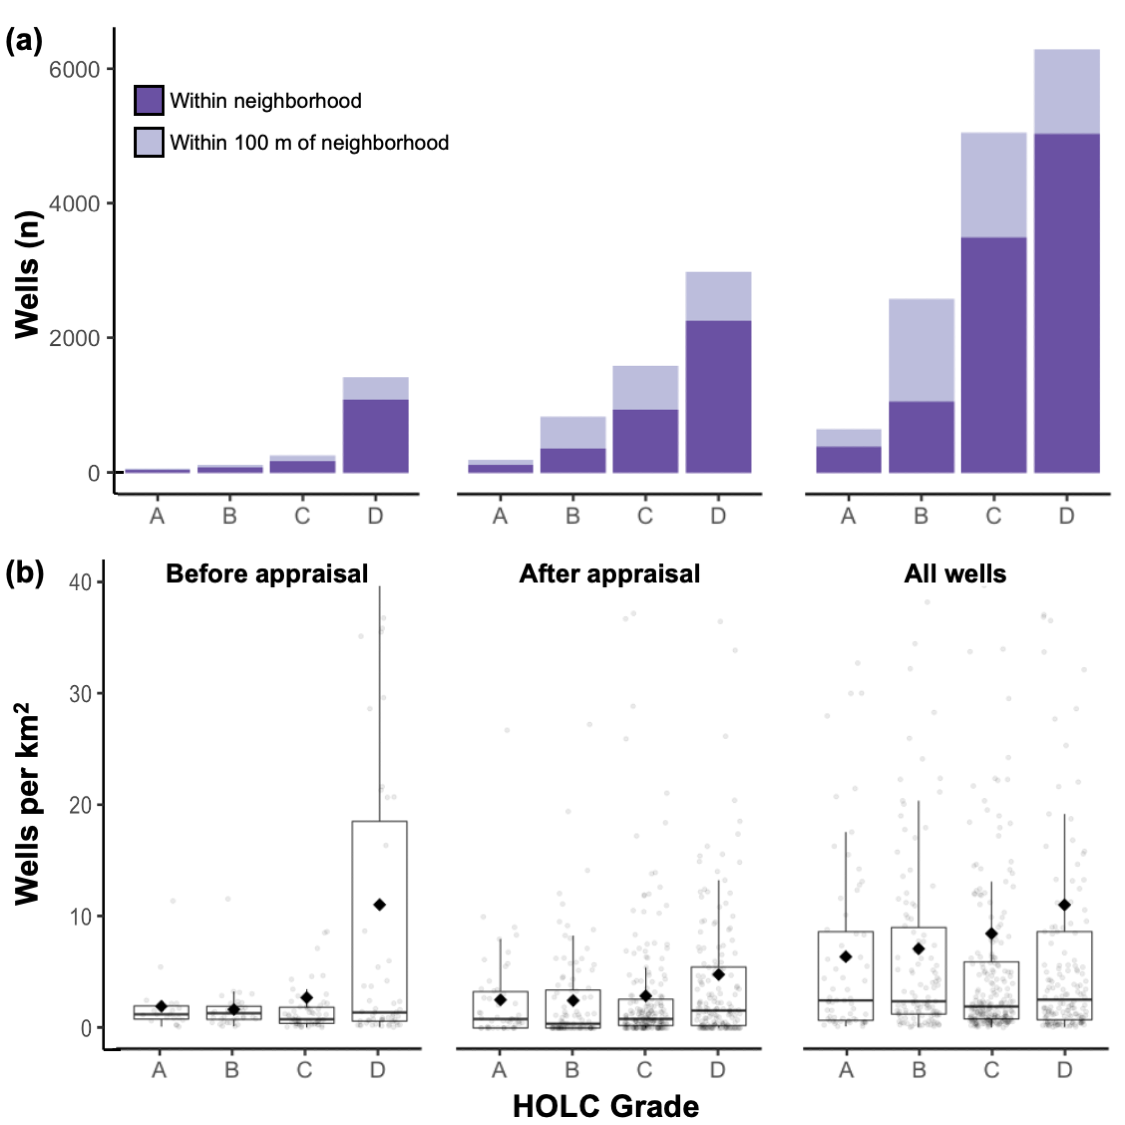 (a)
6000
4000
2000
0
Wells (n)
Within neighborhood
Within 100 m of neighborhood
A B C D A B C D A B C D
(b)
Before appraisal After appraisal All wells
40
30
20
10
0
Wells per km²
A B C D A B C D A B C D
HOLC Grade